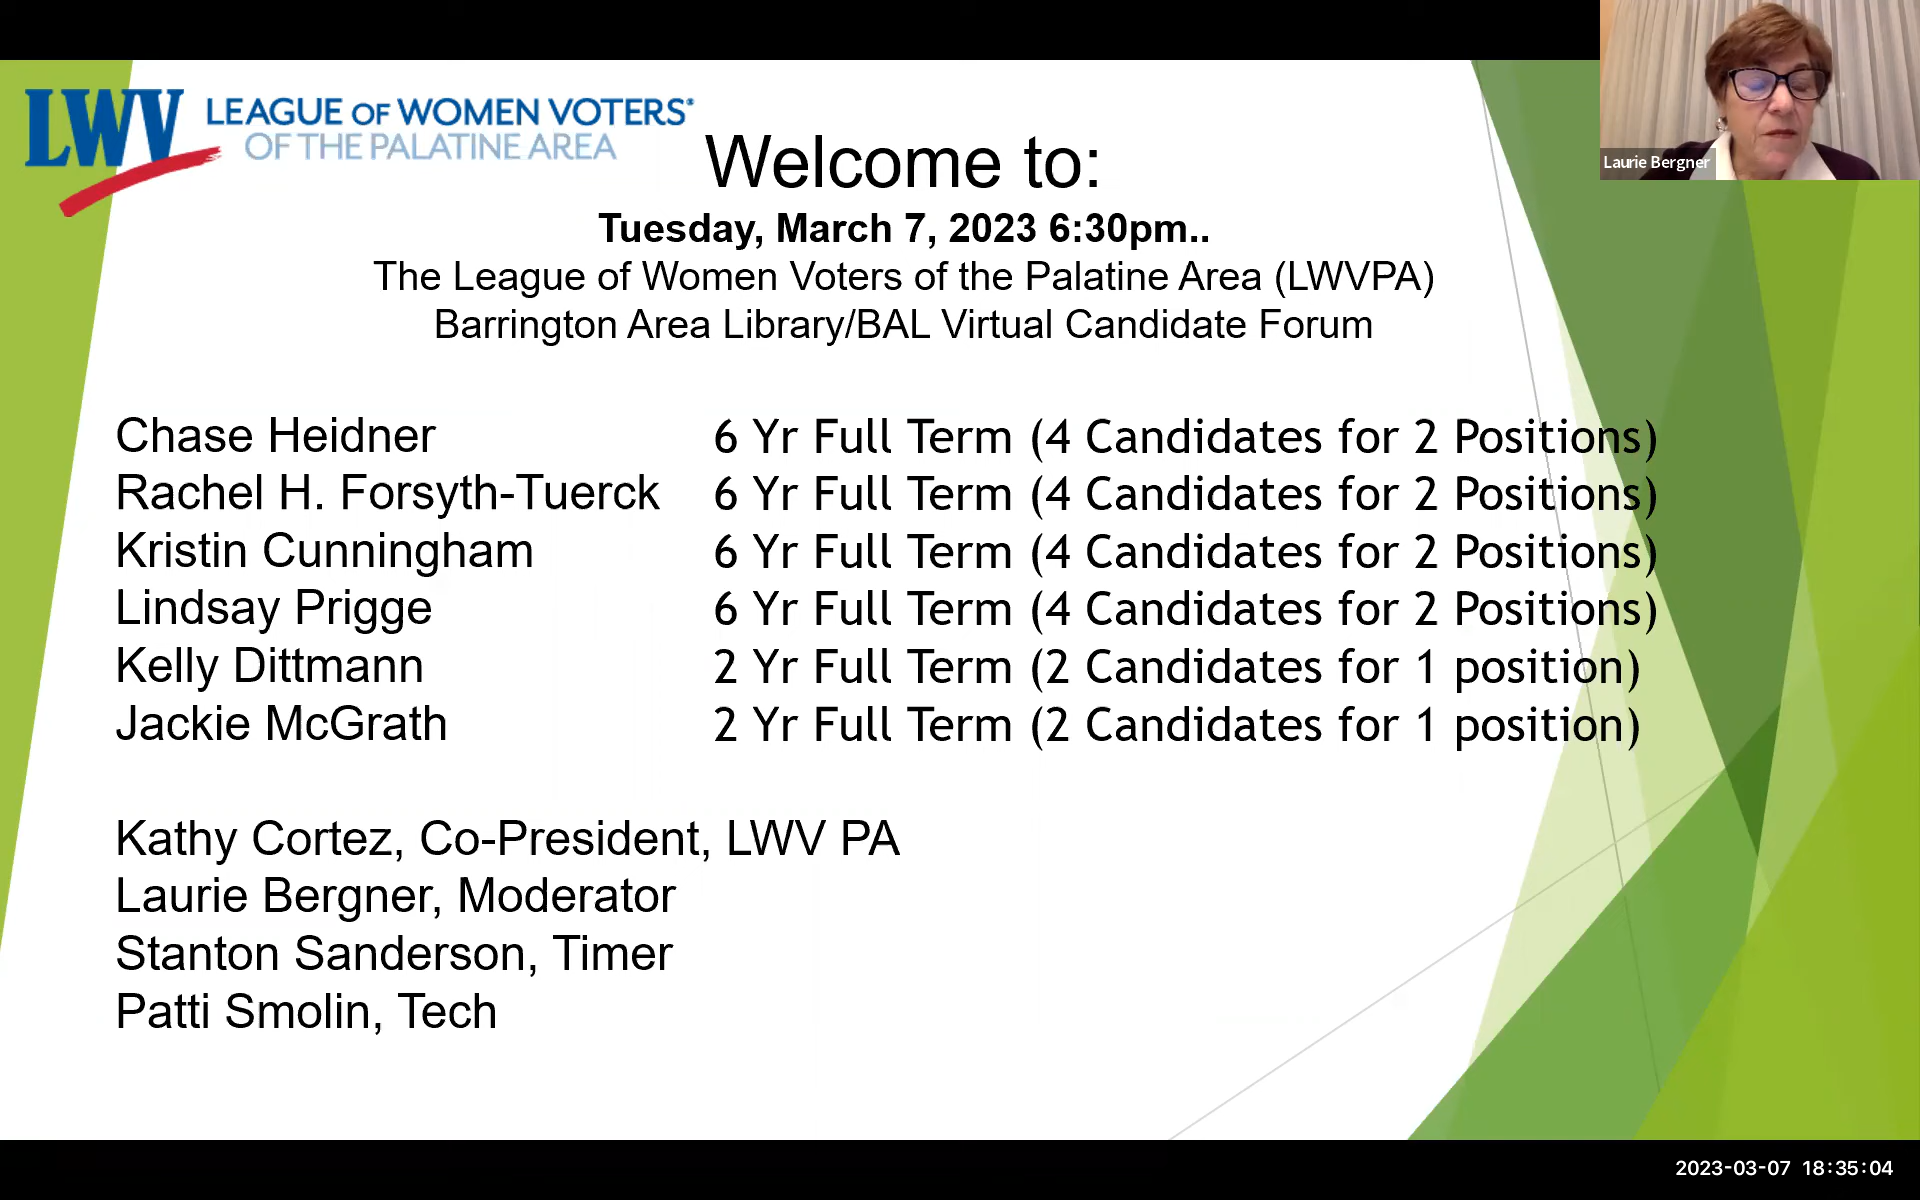 LWV LEAGUE OF WOMEN VOTERS®
OF THE PALATINE AREA
Laurie Bergner
Welcome to:
Tuesday, March 7, 2023 6:30pm..
The League of Women Voters of the Palatine Area (LWVPA)
Barrington Area Library/BAL Virtual Candidate Forum
Chase Heidner 6 Yr Full Term (4 Candidates for 2 Positions)
Rachel H. Forsyth-Tuerck 6 Yr Full Term (4 Candidates for 2 Positions)
Kristin Cunningham 6 Yr Full Term (4 Candidates for 2 Positions)
Lindsay Prigge 6 Yr Full Term (4 Candidates for 2 Positions)
Kelly Dittmann 2 Yr Full Term (2 Candidates for 1 position)
Jackie McGrath 2 Yr Full Term (2 Candidates for 1 position)
Kathy Cortez, Co-President, LWV PA
Laurie Bergner, Moderator
Stanton Sanderson, Timer
Patti Smolin, Tech
2023-03-07 18:35:04